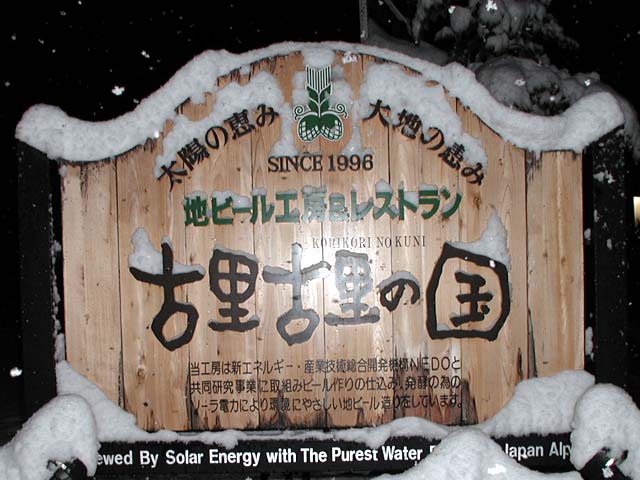 太陽の恵み 大地の恵み
SINCE 1996
地ビール工房&レストラン
KORIKORI NO KUNI
古里古里の国
当工房は新エネルギー・産業技術総合開発機構NEDOと
共同研究事業に取組みビール作りの仕込み、発酵の為の
ソーラ電力により環境にやさしい地ビール造りをしています。
ewed By Solar Energy with The Purest Water Japan Alp